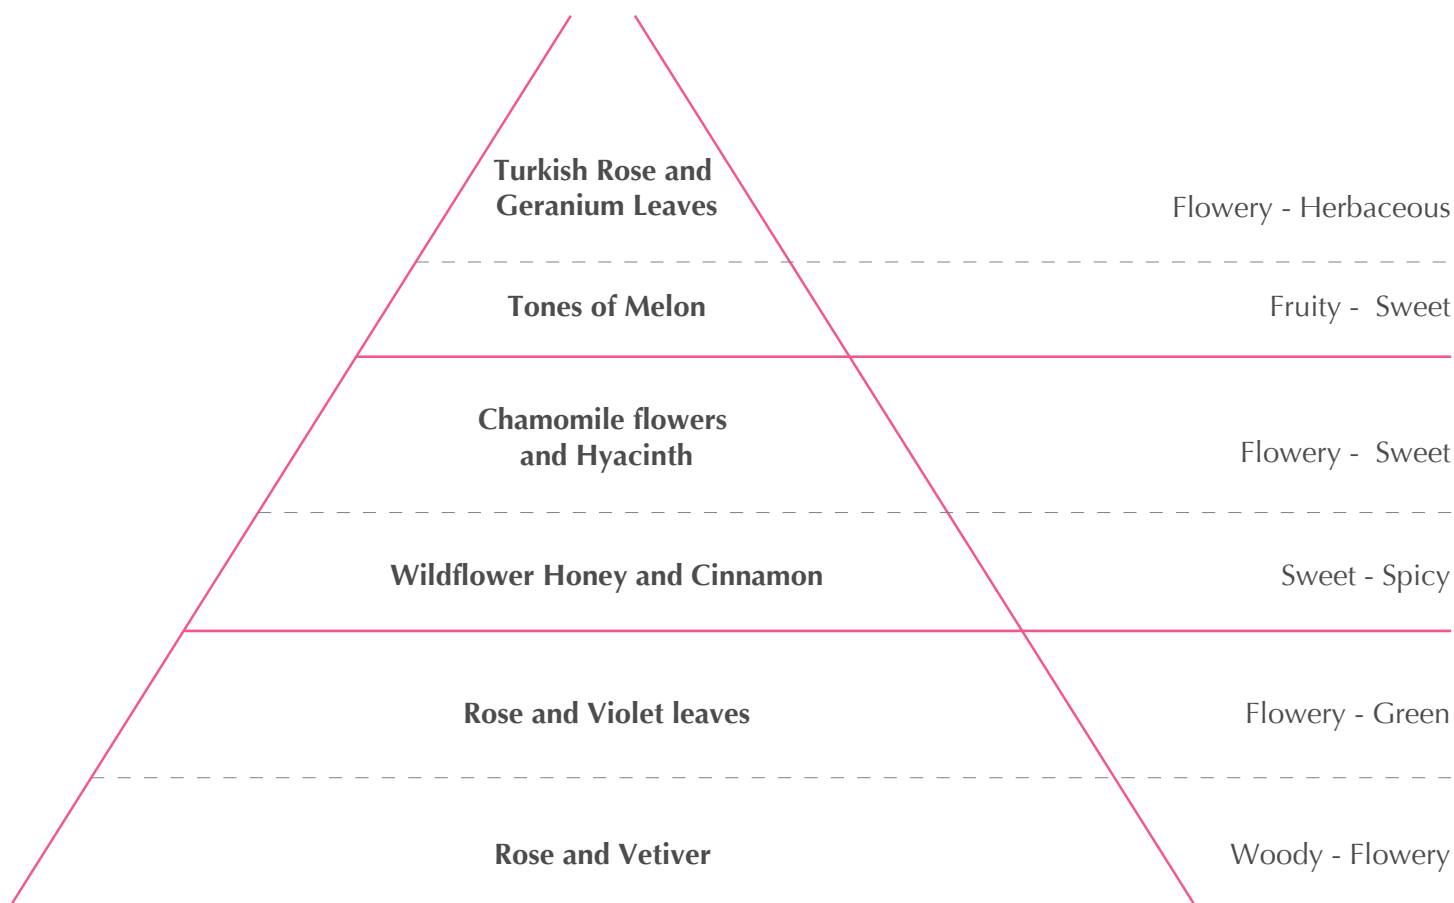 Turkish Rose and
Geranium Leaves
Flowery - Herbaceous
Tones of Melon
Fruity - Sweet
Chamomile flowers
and Hyacinth
Flowery - Sweet
Wildflower Honey and Cinnamon
Sweet - Spicy
Rose and Violet leaves
Flowery - Green
Rose and Vetiver
Woody - Flowery